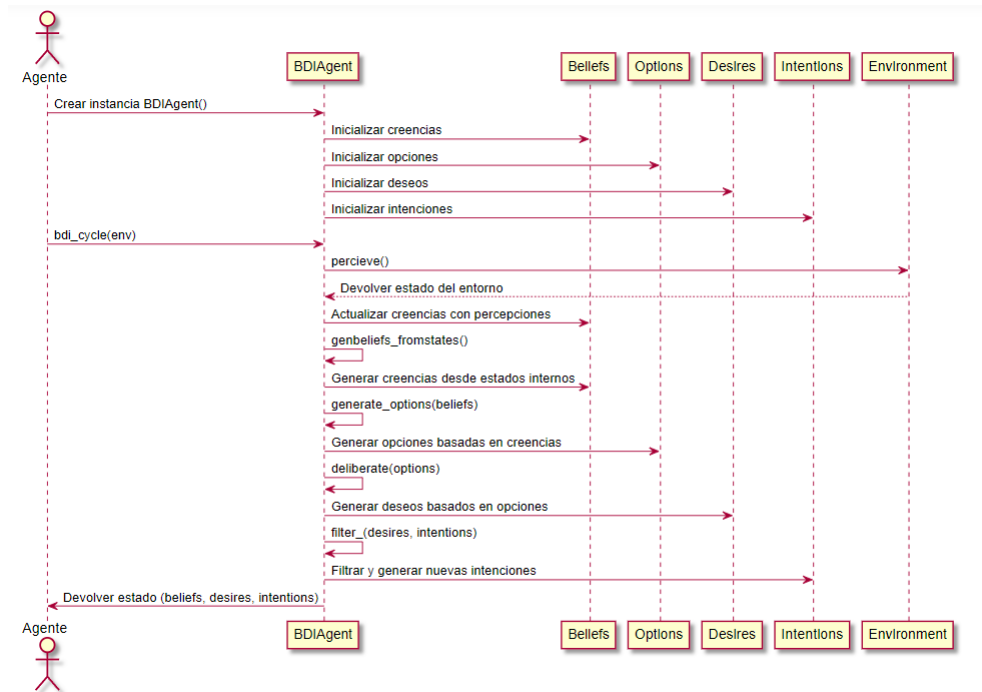 Agente
BDIAgent
Beliefs
Options
Desires
Intentions
Environment
Crear instancia BDIAgent()
Inicializar creencias
Inicializar opciones
Inicializar deseos
Inicializar intenciones
bdi_cycle(env)
percieve()
Devolver estado del entorno
Actualizar creencias con percepciones
genbeliefs_fromstates()
Generar creencias desde estados internos
generate_options(beliefs)
Generar opciones basadas en creencias
deliberate(options)
Generar deseos basados en opciones
filter_(desires, intentions)
Filtrar y generar nuevas intenciones
Devolver estado (beliefs, desires, intentions)
Agente
BDIAgent
Beliefs
Options
Desires
Intentions
Environment